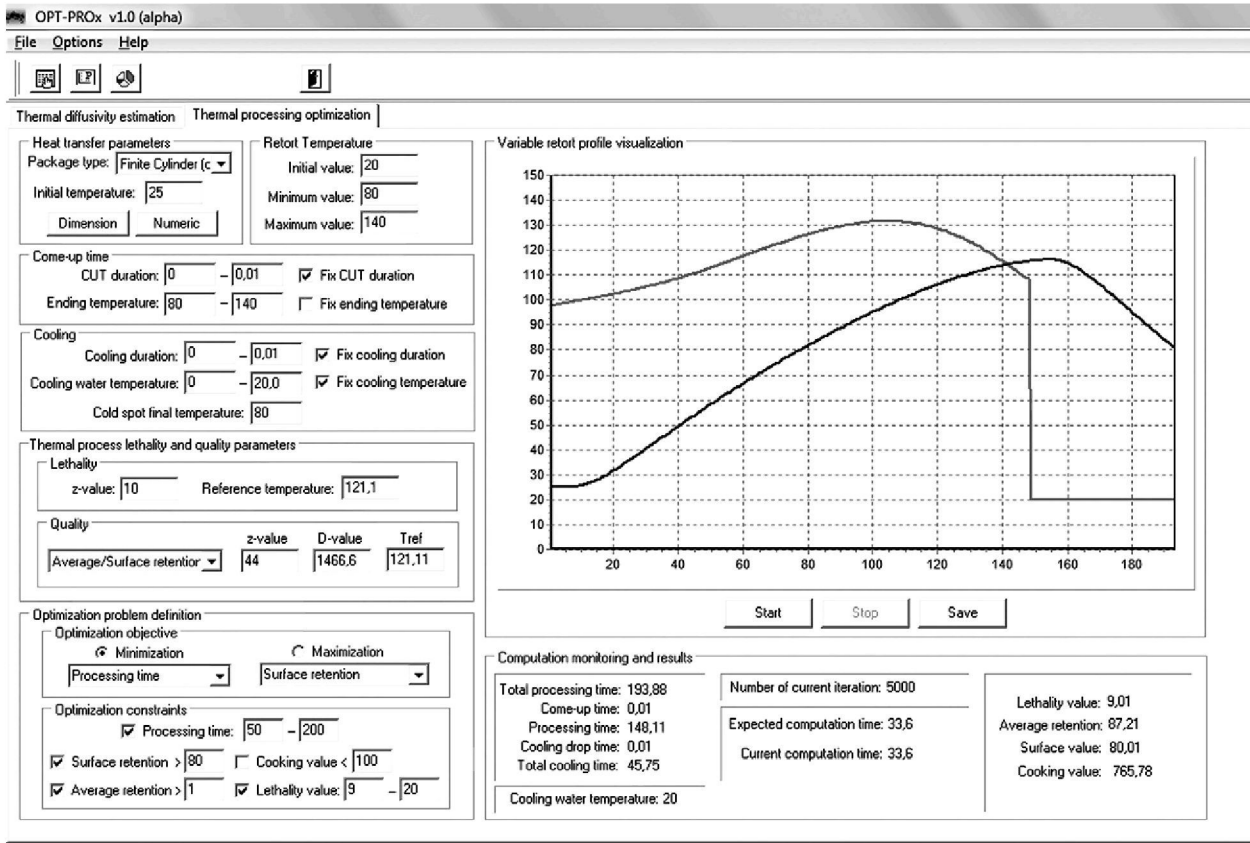 OPT-PROx v1.0 (alpha)
File Options Help
Thermal diffusivity estimation Thermal processing optimization
Heat transfer parameters
Package type: Finite Cylinder (c
Initial temperature: 25
Dimension Numeric
Retort Temperature
Initial value: 20
Minimum value: 80
Maximum value: 140
Come-up time
CUT duration: 0 – 0,01 Fix CUT duration
Ending temperature: 80 – 140 Fix ending temperature
Cooling
Cooling duration: 0 – 0,01 Fix cooling duration
Cooling water temperature: 0 – 20,0 Fix cooling temperature
Cold spot final temperature: 80
Thermal process lethality and quality parameters
Lethality
z-value: 10 Reference temperature: 121,1
Quality
z-value D-value Tref
Average/Surface retention 44 1466,6 121,11
Optimization problem definition
Optimization objective
Minimization Maximization
Processing time Surface retention
Optimization constraints
Processing time: 50 – 200
Surface retention > 80 Cooking value < 100
Average retention > 1 Lethality value: 9 – 20
Variable retort profile visualization
150
140
130
120
110
100
90
80
70
60
50
40
30
20
10
0
20 40 60 80 100 120 140 160 180
Start Stop Save
Computation monitoring and results
Total processing time: 193,88
Come-up time: 0,01
Processing time: 148,11
Cooling drop time: 0,01
Total cooling time: 45,75
Cooling water temperature: 20
Number of current iteration: 5000
Expected computation time: 33,6
Current computation time: 33,6
Lethality value: 9,01
Average retention: 87,21
Surface value: 80,01
Cooking value: 765,78